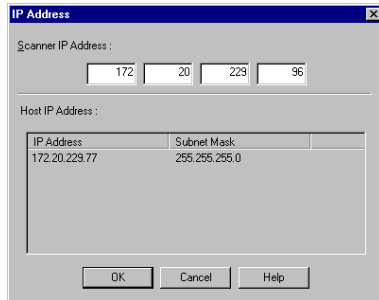 IP Address
Scanner IP Address :
172 20 229 96
Host IP Address :
IP Address Subnet Mask
172.20.229.77 255.255.255.0
OK Cancel Help